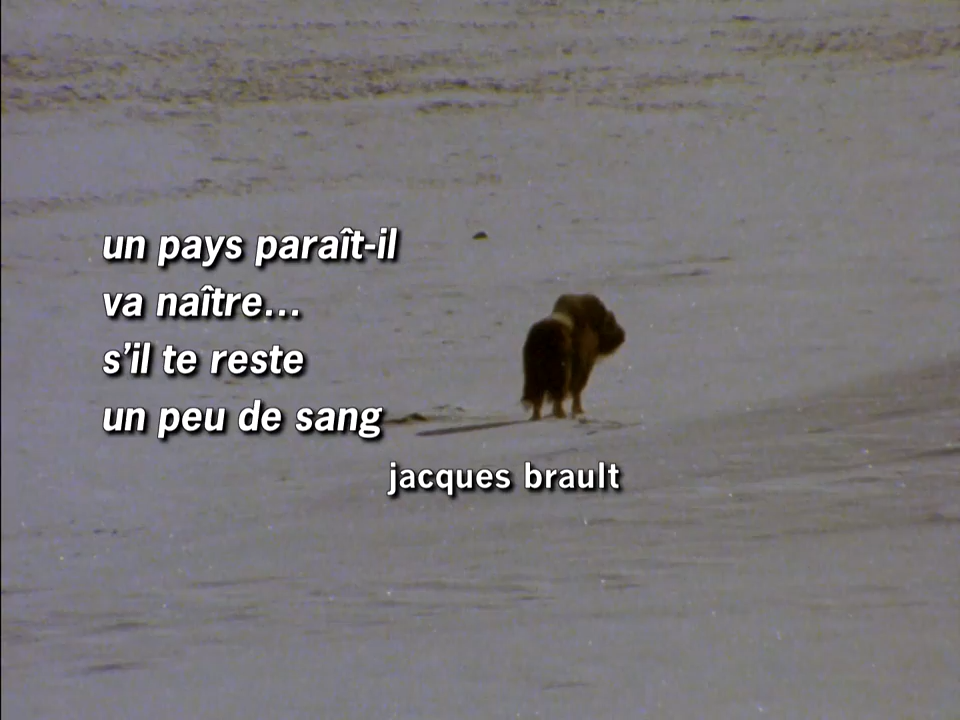 un pays paraît-il
va naître...
s'il te reste
un peu de sang
jacques brault